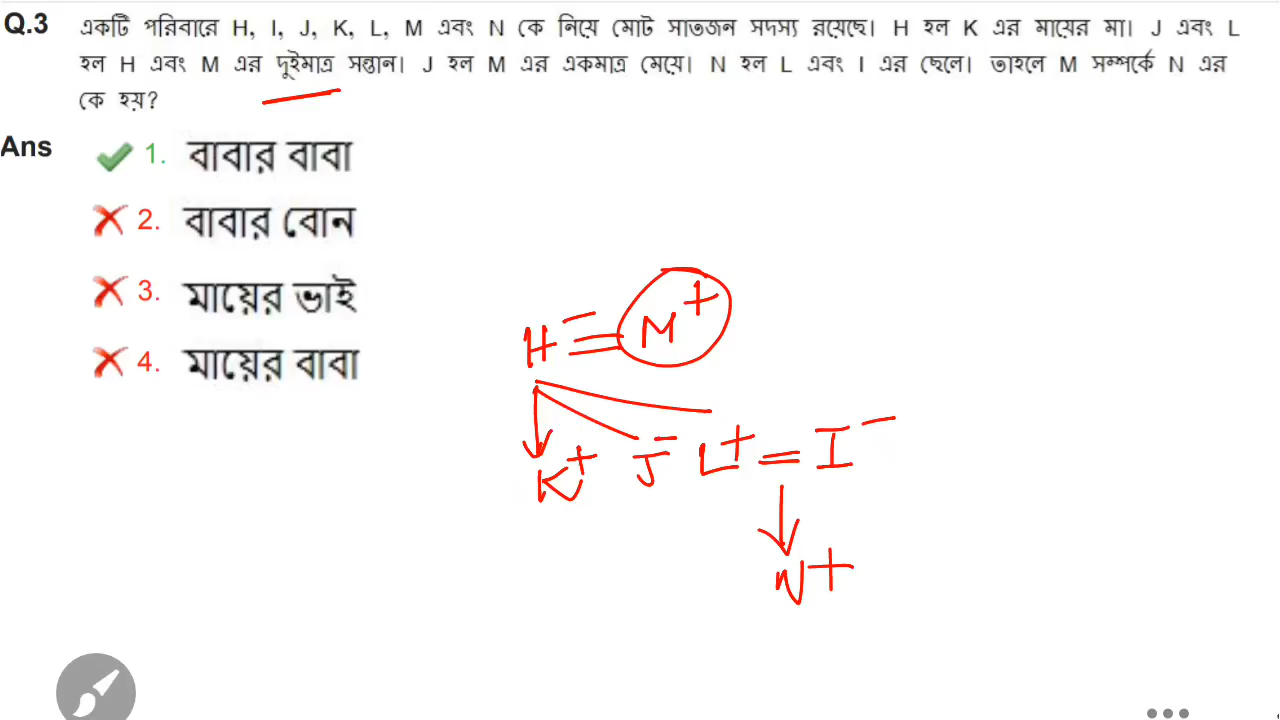 Q.3 একটি পরিবারে H, I, J, K, L, M এবং N কে নিয়ে মোট সাতজন সদস্য রয়েছে। H হল K এর মায়ের মা। J এবং L
হল H এবং M এর দুইমাত্র সন্তান। J হল M এর একমাত্র মেয়ে। N হল L এবং I এর ছেলে। তাহলে M সম্পর্কে N এর
কে হয়?
Ans 1. বাবার বাবা
2. বাবার বোন
3. মায়ের ভাই
4. মায়ের বাবা
H = M+
K+ J- L+ = I-
N+